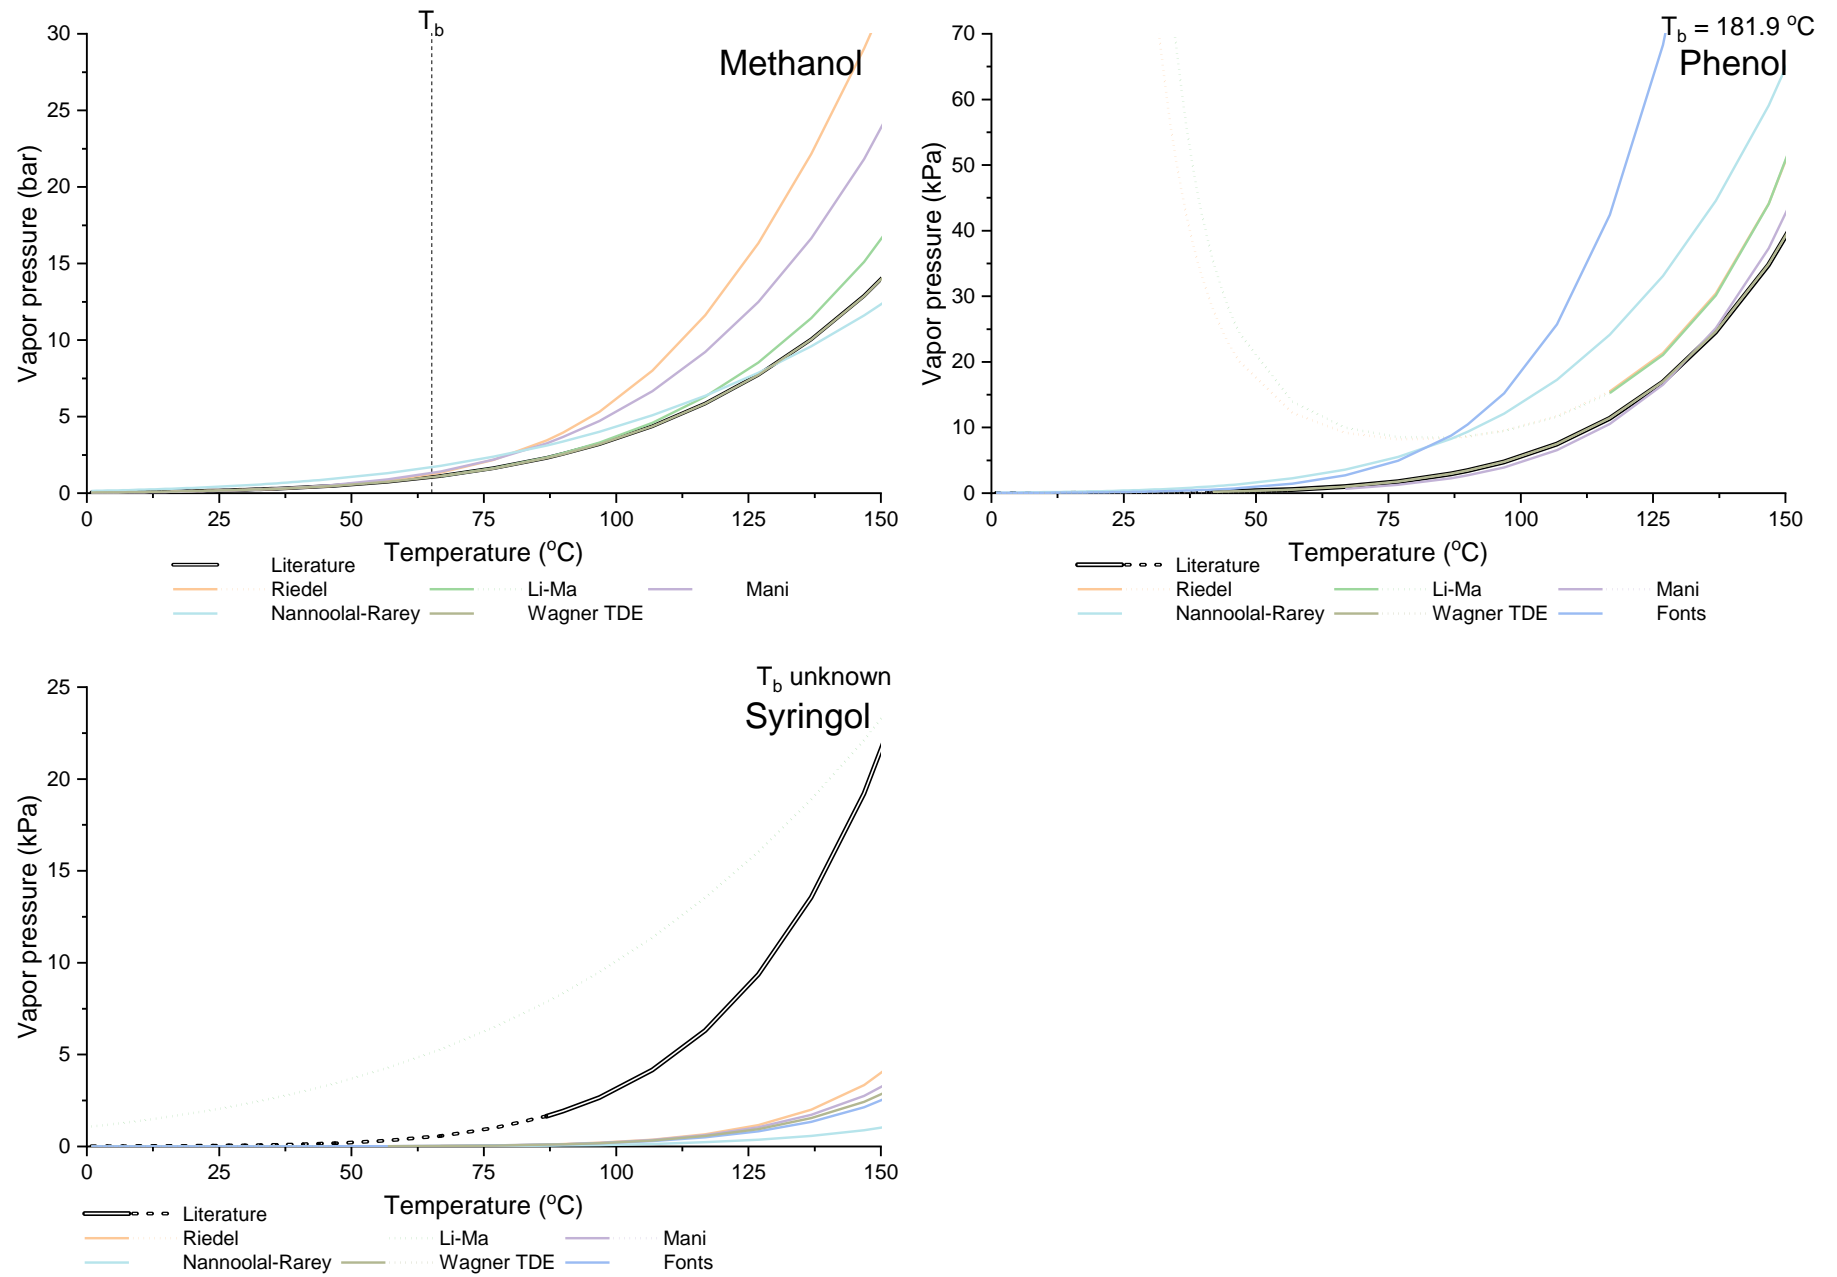 T_b
Methanol
Vapor pressure (bar)
30
25
20
15
10
5
0
0 25 50 75 100 125 150
Temperature (°C)
Literature
Riedel Li-Ma Mani
Nannoolal-Rarey Wagner TDE
T_b = 181.9 °C
Phenol
Vapor pressure (kPa)
70
60
50
40
30
20
10
0
0 25 50 75 100 125 150
Temperature (°C)
Literature
Riedel Li-Ma Mani
Nannoolal-Rarey Wagner TDE Fonts
T_b unknown
Syringol
Vapor pressure (kPa)
25
20
15
10
5
0
0 25 50 75 100 125 150
Temperature (°C)
Literature
Riedel Li-Ma Mani
Nannoolal-Rarey Wagner TDE Fonts